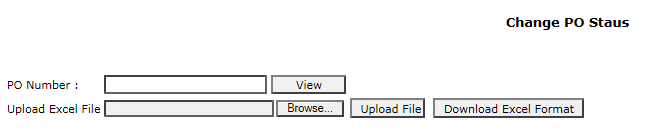 Change PO Staus
PO Number : View
Upload Excel File Browse... Upload File Download Excel Format